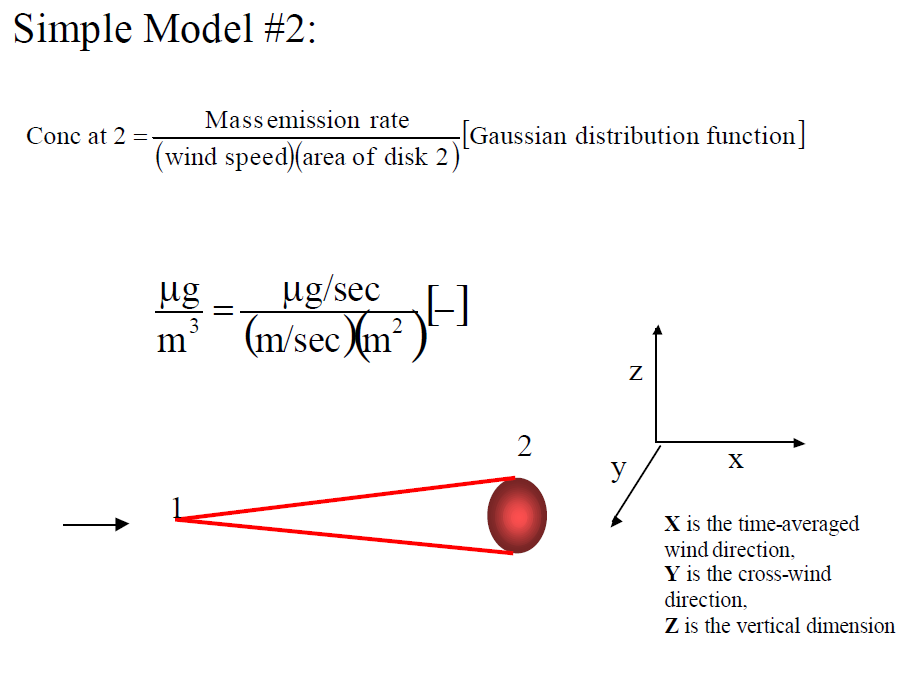 Simple Model #2:
Conc at 2 = Mass emission rate / (wind speed)(area of disk 2) [Gaussian distribution function]
μg/m³ = μg/sec / (m/sec)(m²) [–]
z
2
y
x
1
X is the time-averaged
wind direction,
Y is the cross-wind
direction,
Z is the vertical dimension